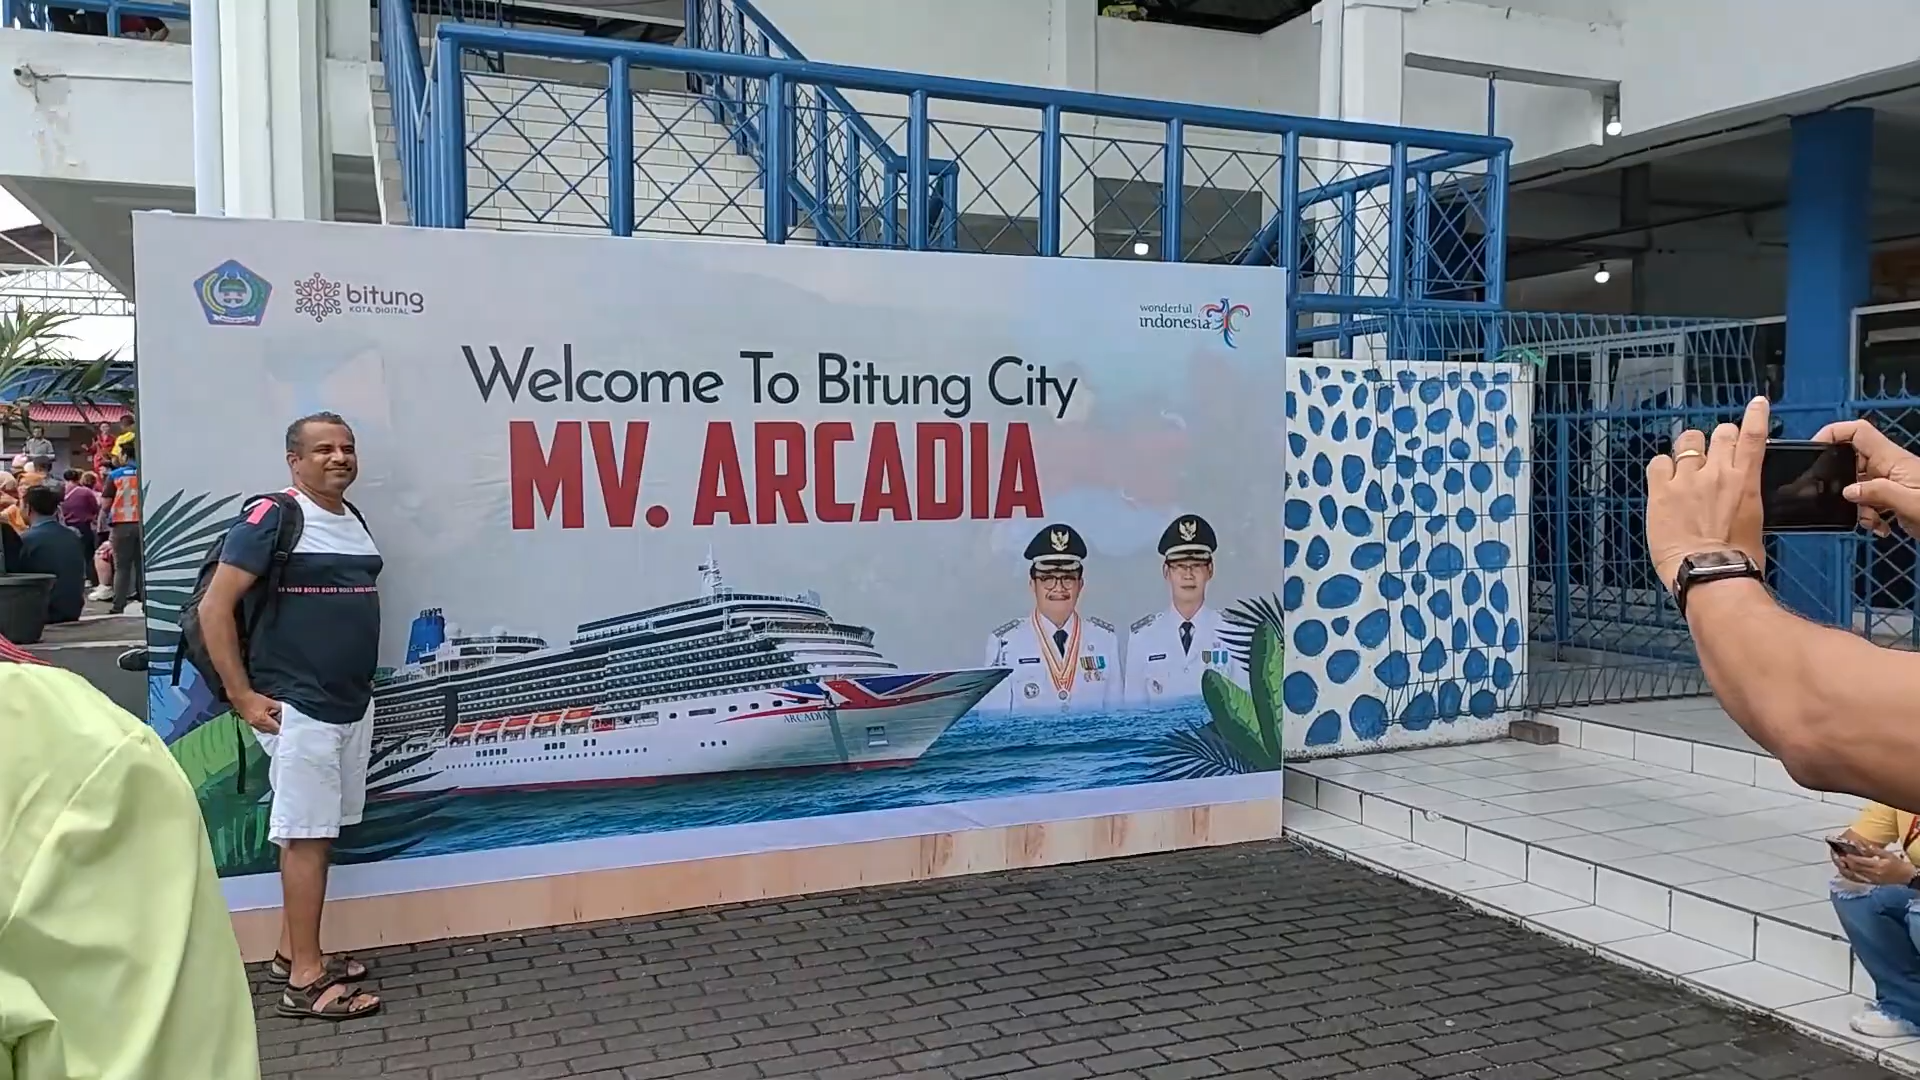 bitung
KOTA DIGITAL
wonderful
indonesia
Welcome To Bitung City
MV. ARCADIA
ARCADIA
BOSS BOSS BOSS BOSS BOSS